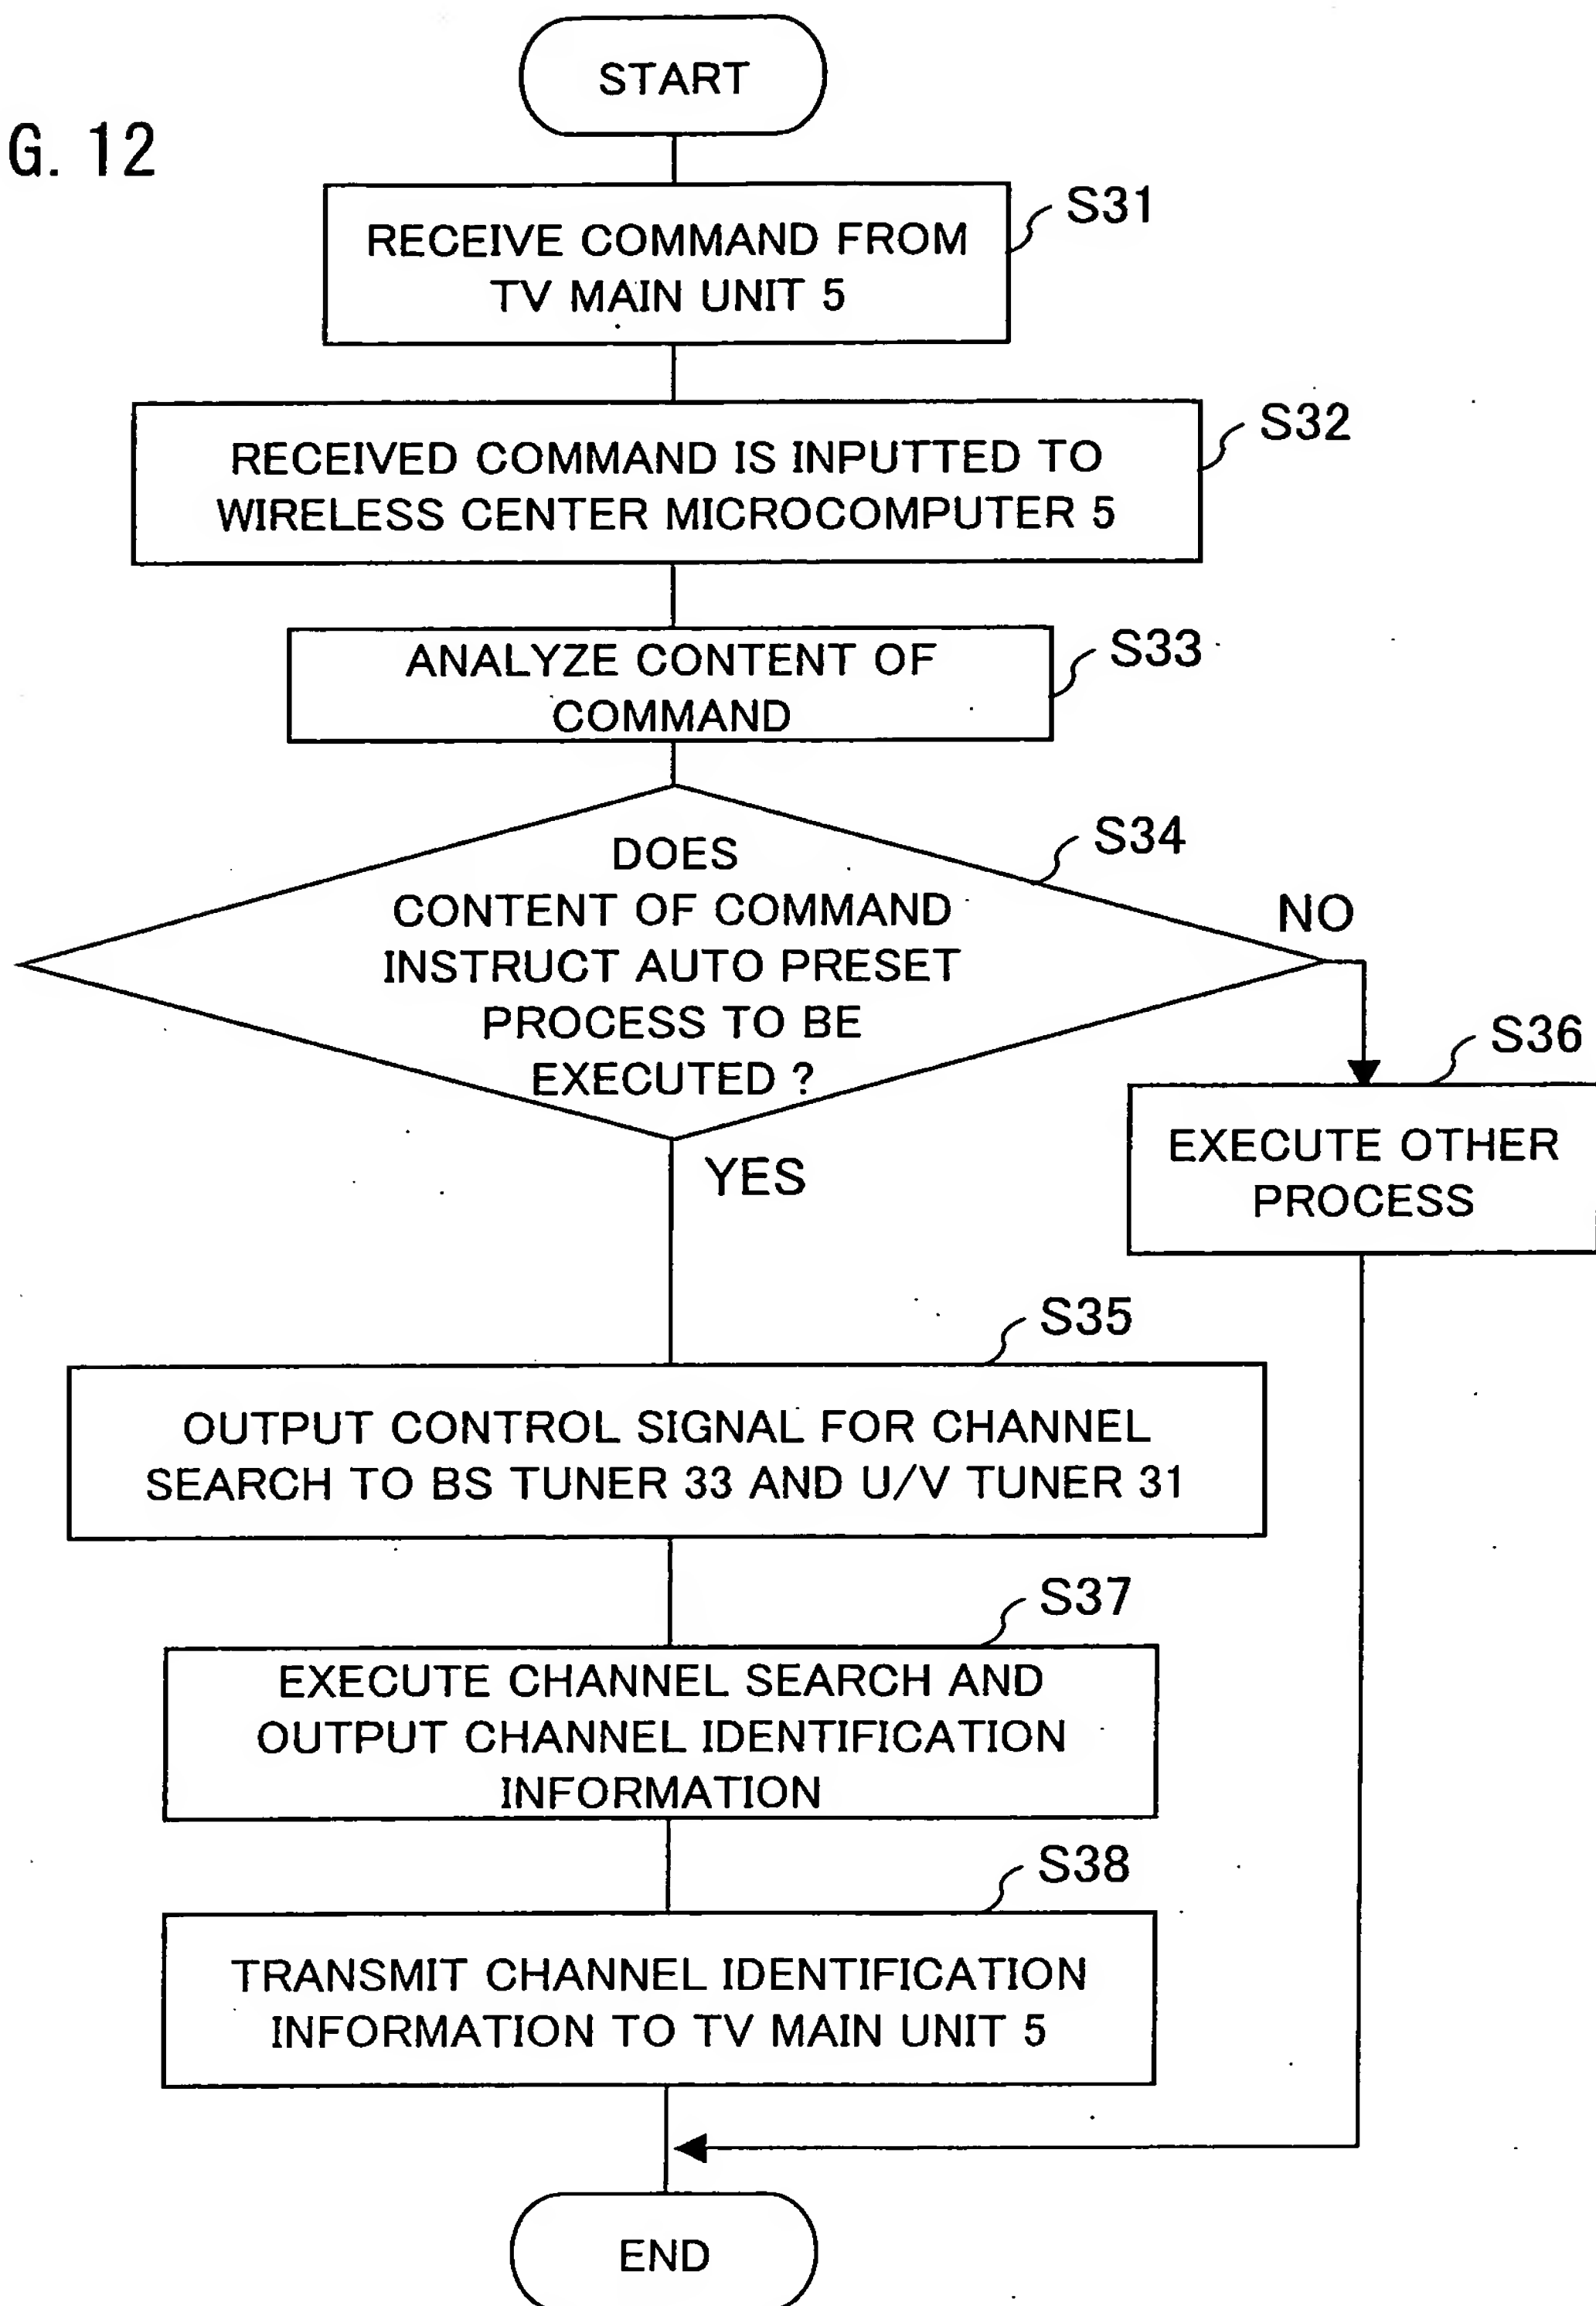 START
G. 12
S31
RECEIVE COMMAND FROM
TV MAIN UNIT 5
S32
RECEIVED COMMAND IS INPUTTED TO
WIRELESS CENTER MICROCOMPUTER 5
S33
ANALYZE CONTENT OF
COMMAND
S34
DOES
CONTENT OF COMMAND
INSTRUCT AUTO PRESET
PROCESS TO BE
EXECUTED ?
NO
YES
S36
EXECUTE OTHER
PROCESS
S35
OUTPUT CONTROL SIGNAL FOR CHANNEL
SEARCH TO BS TUNER 33 AND U/V TUNER 31
S37
EXECUTE CHANNEL SEARCH AND
OUTPUT CHANNEL IDENTIFICATION
INFORMATION
S38
TRANSMIT CHANNEL IDENTIFICATION
INFORMATION TO TV MAIN UNIT 5
END